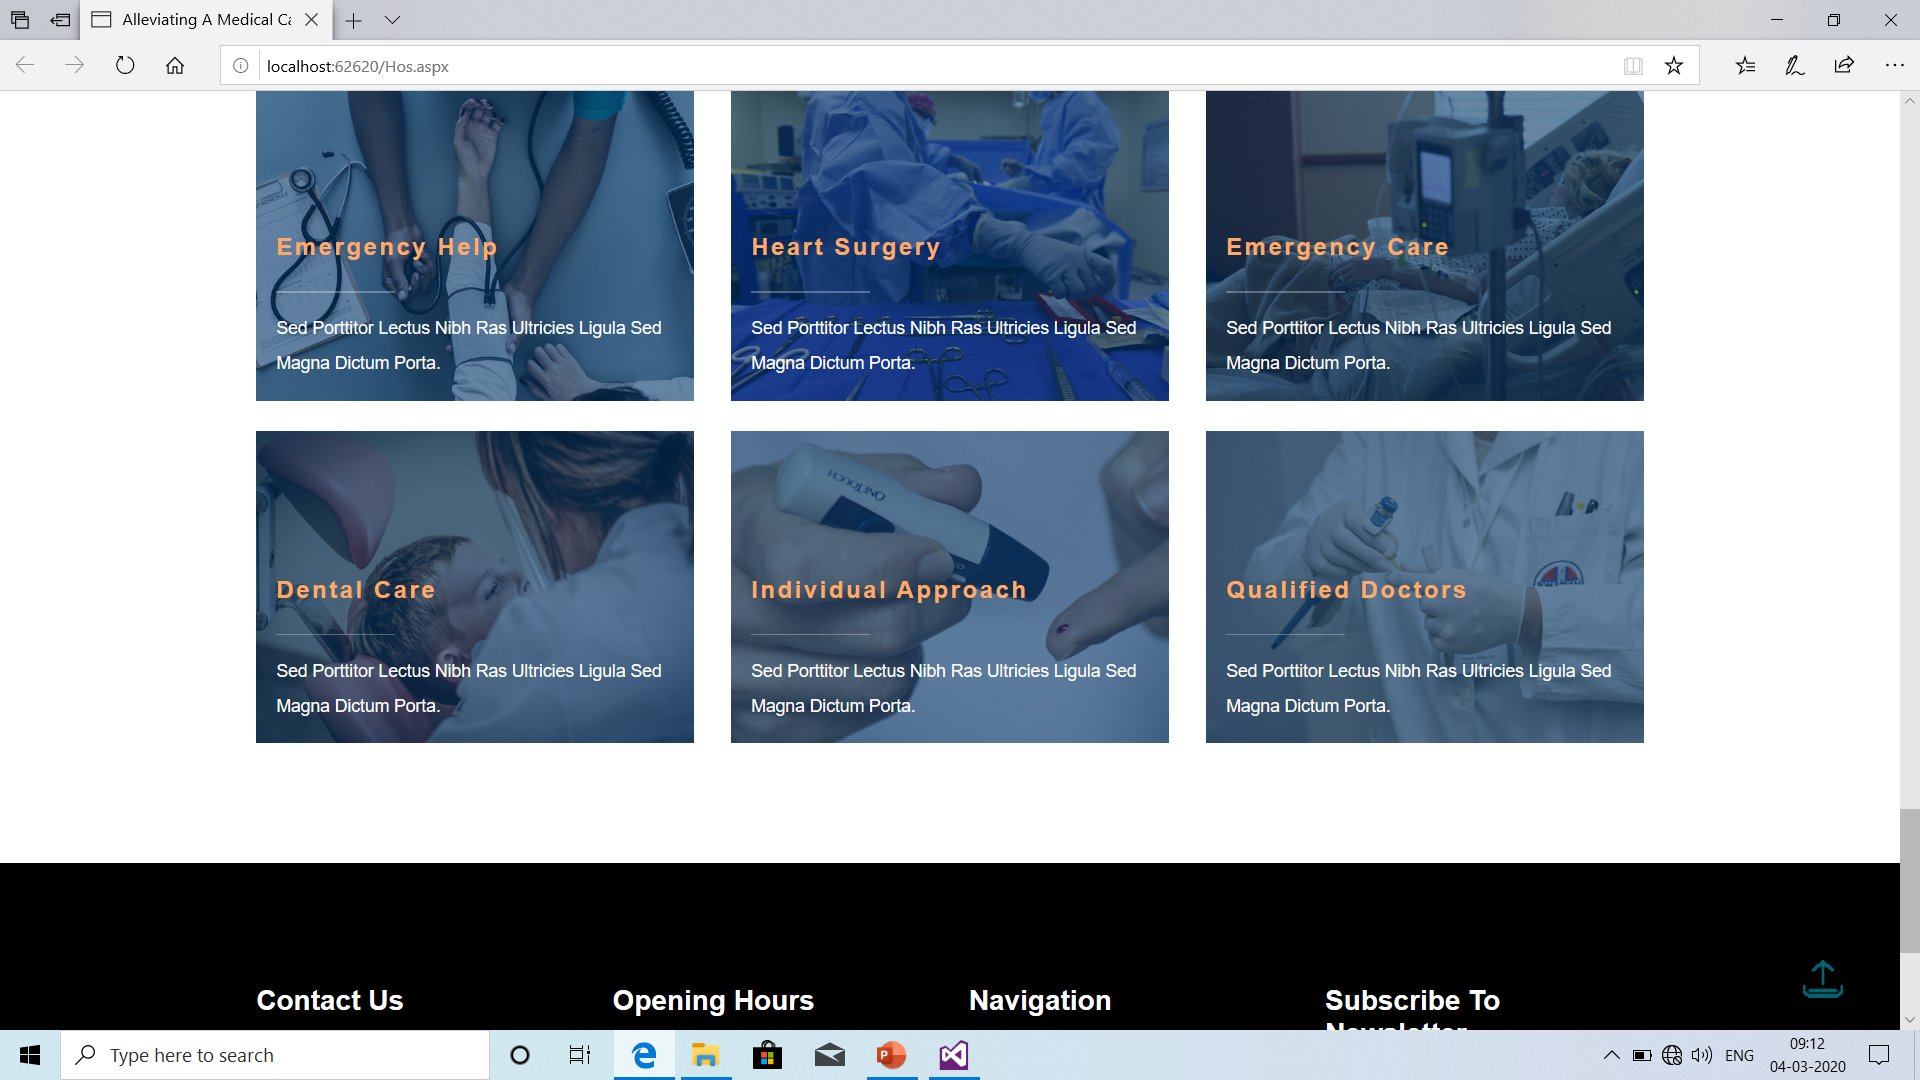 Alleviating A Medical Ca
localhost:62620/Hos.aspx
Emergency Help
Sed Porttitor Lectus Nibh Ras Ultricies Ligula Sed
Magna Dictum Porta.
Heart Surgery
Sed Porttitor Lectus Nibh Ras Ultricies Ligula Sed
Magna Dictum Porta.
Emergency Care
Sed Porttitor Lectus Nibh Ras Ultricies Ligula Sed
Magna Dictum Porta.
Dental Care
Sed Porttitor Lectus Nibh Ras Ultricies Ligula Sed
Magna Dictum Porta.
ONETOUCH
Individual Approach
Sed Porttitor Lectus Nibh Ras Ultricies Ligula Sed
Magna Dictum Porta.
Qualified Doctors
Sed Porttitor Lectus Nibh Ras Ultricies Ligula Sed
Magna Dictum Porta.
Contact Us
Opening Hours
Navigation
Subscribe To
Newsletter
Type here to search
ENG
09:12
04-03-2020